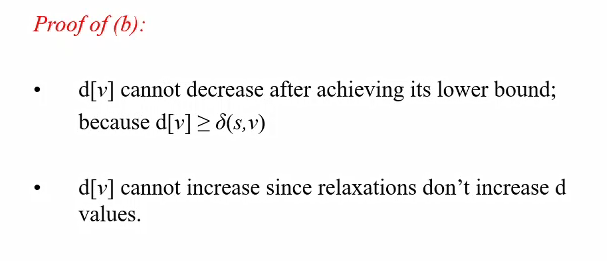 Proof of (b):
• d[v] cannot decrease after achieving its lower bound;
because d[v] ≥ δ(s,v)
• d[v] cannot increase since relaxations don’t increase d
values.